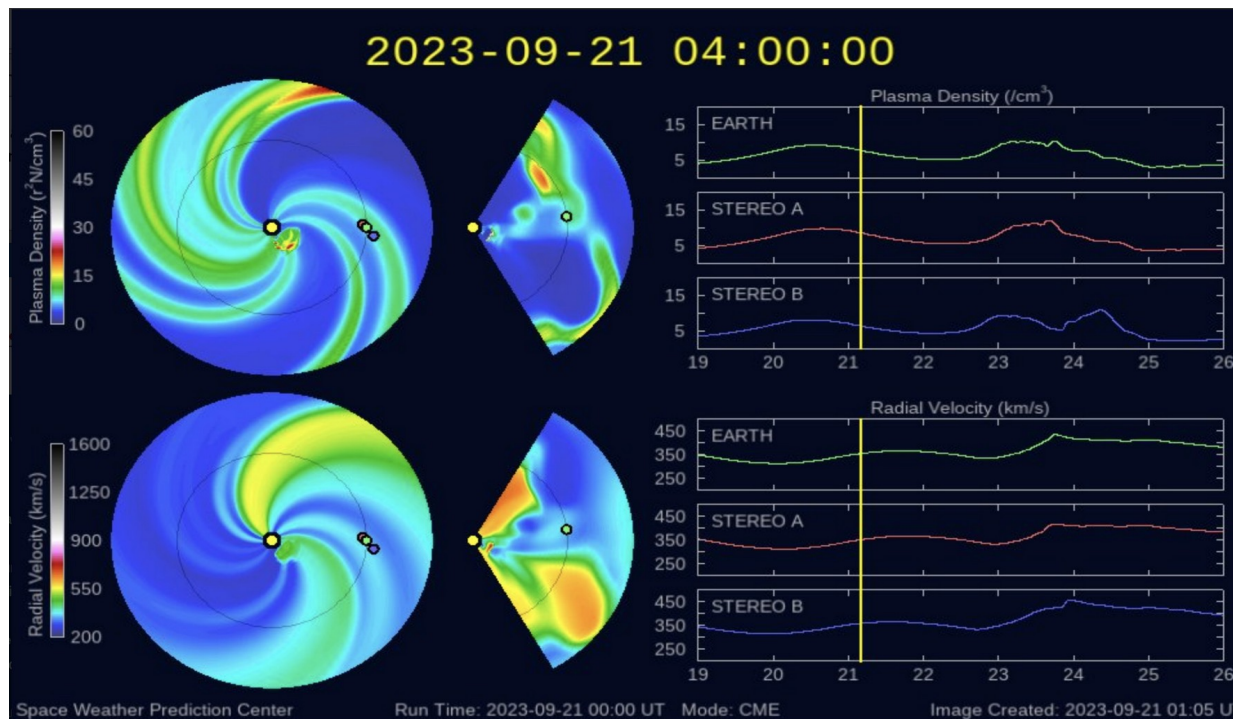 2023-09-21 04:00:00
Plasma Density (r²N/cm³)
60
45
30
15
0
Plasma Density (/cm³)
EARTH
15
5
STEREO A
15
5
STEREO B
15
5
19 20 21 22 23 24 25 26
Radial Velocity (km/s)
1600
1250
900
550
200
Radial Velocity (km/s)
EARTH
450
350
250
STEREO A
450
350
250
STEREO B
450
350
250
19 20 21 22 23 24 25 26
Space Weather Prediction Center Run Time: 2023-09-21 00:00 UT Mode: CME Image Created: 2023-09-21 01:05 U